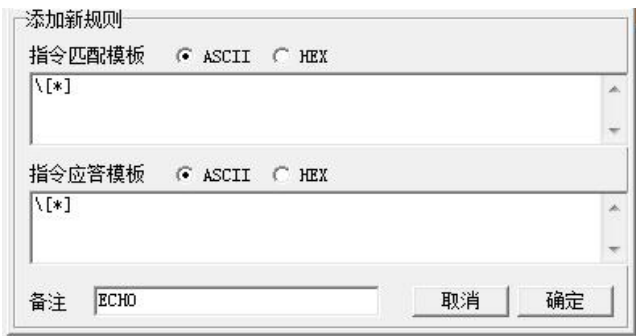 添加新规则
指令匹配模板 ASCII HEX
\[*]
指令应答模板 ASCII HEX
\[*]
备注 ECHO 取消 确定